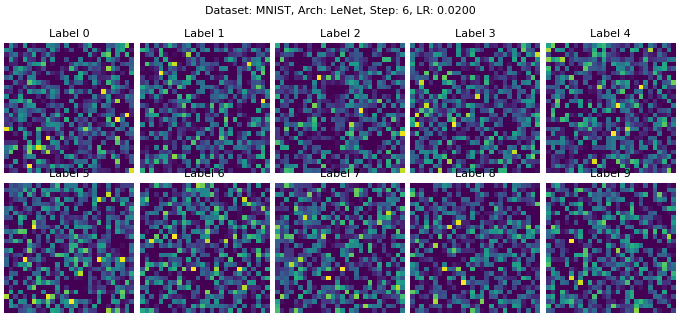 Dataset: MNIST, Arch: LeNet, Step: 6, LR: 0.0200
Label 0
Label 1
Label 2
Label 3
Label 4
Label 5
Label 6
Label 7
Label 8
Label 9